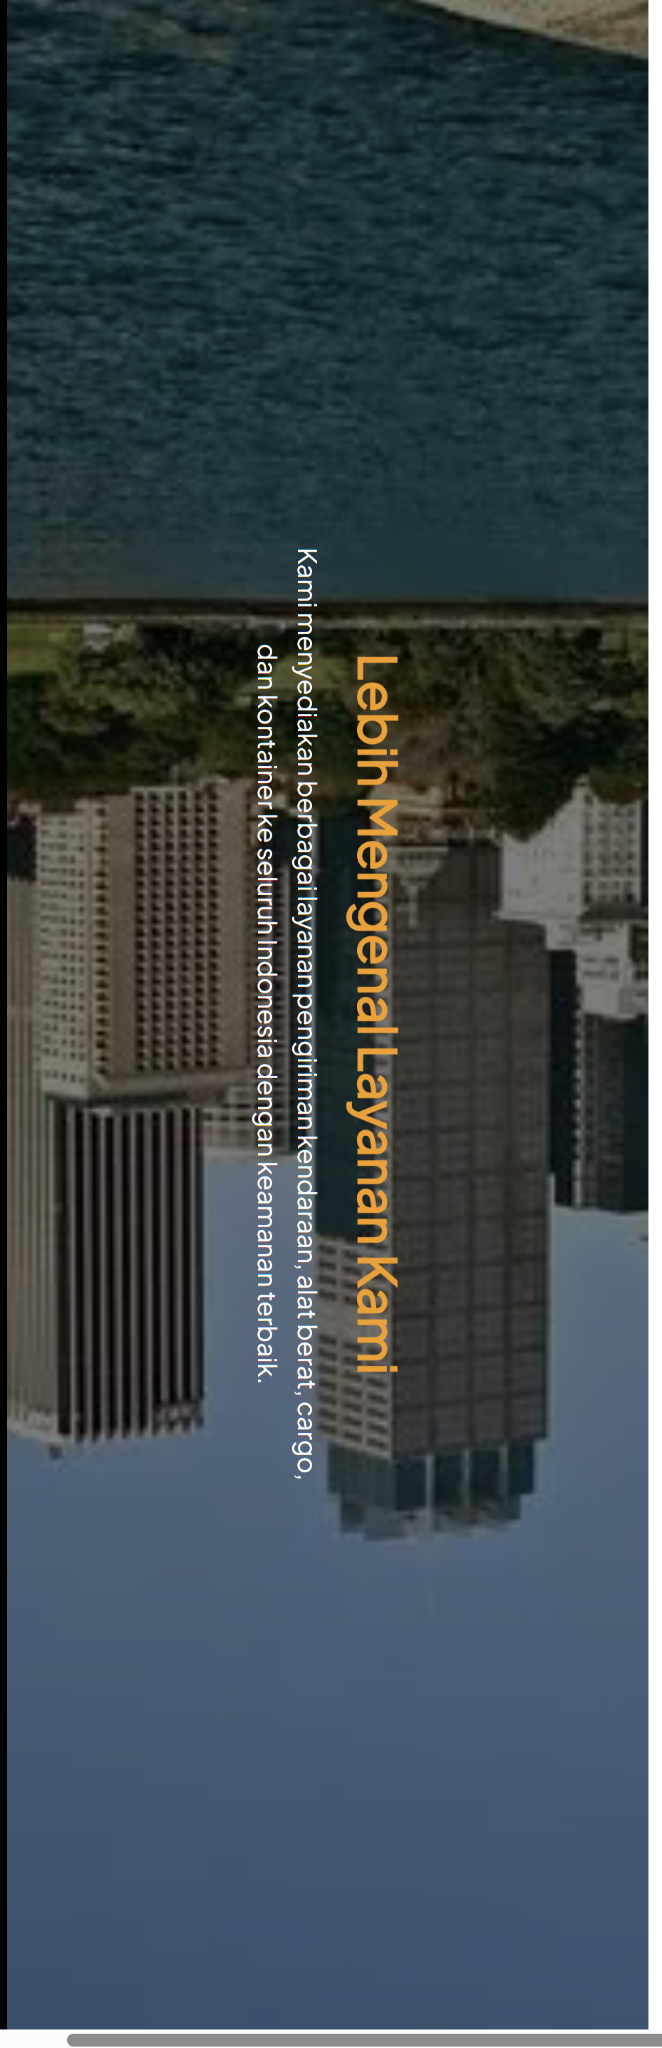 Lebih Mengenal Layanan Kami
Kami menyediakan berbagai layanan pengiriman kendaraan, alat berat, cargo,
dan kontainer ke seluruh Indonesia dengan keamanan terbaik.